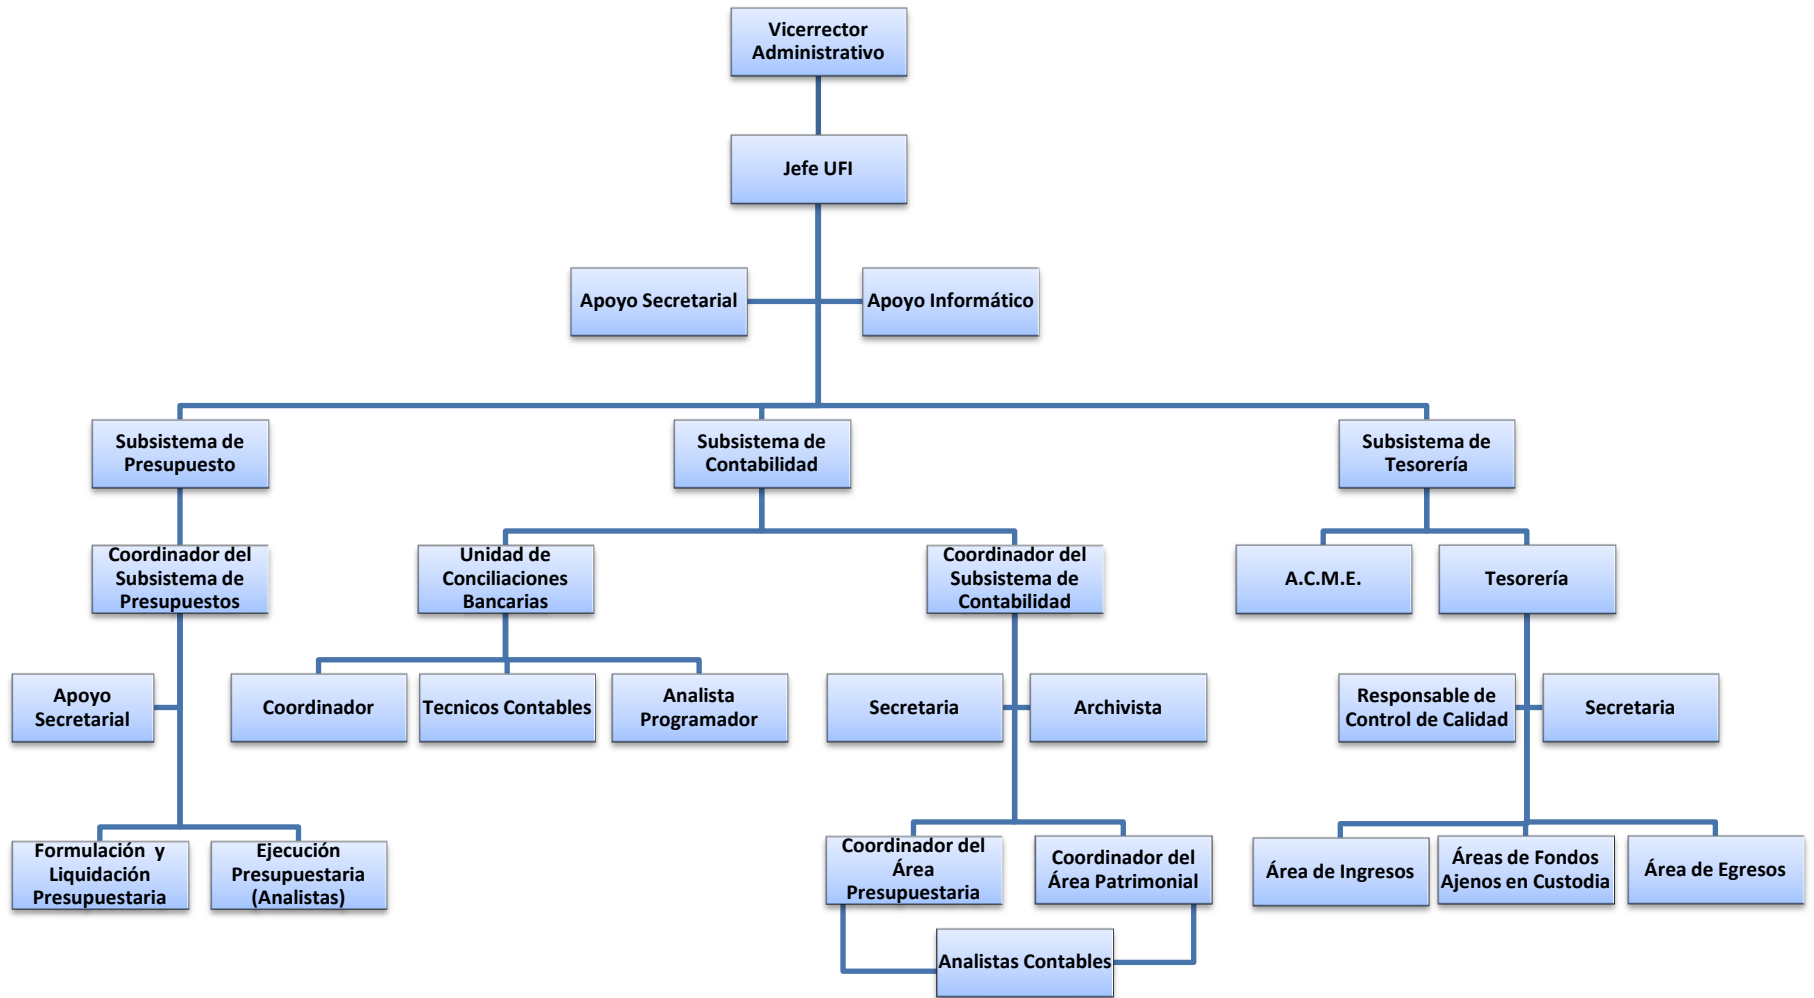 Vicerrector
Administrativo
Jefe UFI
Apoyo Secretarial
Apoyo Informático
Subsistema de
Presupuesto
Subsistema de
Contabilidad
Subsistema de
Tesorería
Coordinador del
Subsistema de
Presupuestos
Unidad de
Conciliaciones
Bancarias
Coordinador del
Subsistema de
Contabilidad
A.C.M.E.
Tesorería
Apoyo
Secretarial
Coordinador
Tecnicos Contables
Analista
Programador
Secretaria
Archivista
Responsable de
Control de Calidad
Secretaria
Formulación  y
Liquidación
Presupuestaria
Ejecución
Presupuestaria
(Analistas)
Coordinador del
Área
Presupuestaria
Coordinador del
Área Patrimonial
Área de Ingresos
Áreas de Fondos
Ajenos en Custodia
Área de Egresos
Analistas Contables